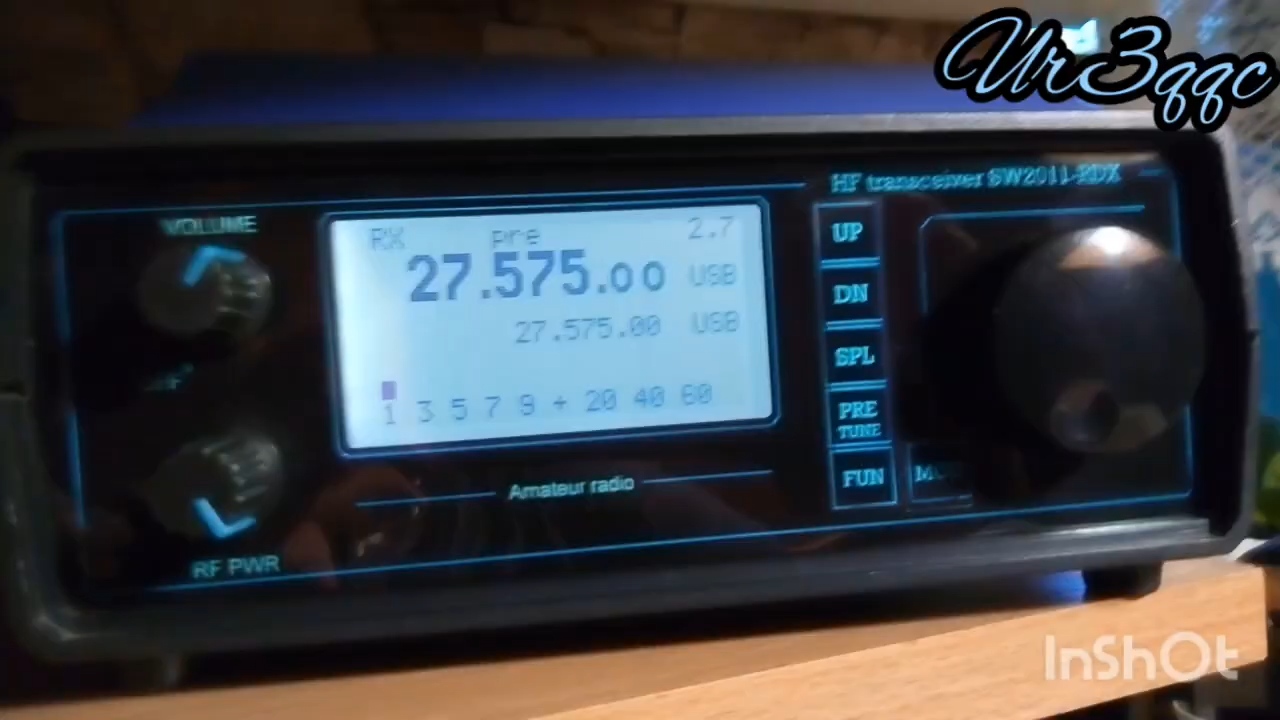 Ur3qqc
HF transceiver SW2011-RDX
VOLUME
RX pre 2.7
27.575.00 USB
27.575.00 USB
1 3 5 7 9 + 20 40 60
UP
DN
SPL
PRE
TUNE
FUN
Amateur radio
RF PWR
InShOt